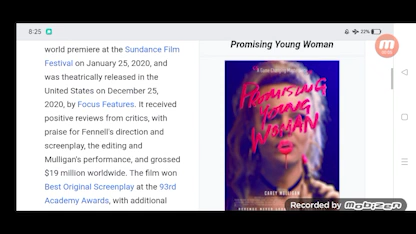 8:25
22%
world premiere at the Sundance Film
Festival on January 25, 2020, and
was theatrically released in the
United States on December 25,
2020, by Focus Features. It received
positive reviews from critics, with
praise for Fennell's direction and
screenplay, the editing and
Mulligan's performance, and grossed
$19 million worldwide. The film won
Best Original Screenplay at the 93rd
Academy Awards, with additional
Promising Young Woman
PROMISING
YOUNG
WOMAN
CAREY MULLIGAN
Recorded by mobizen